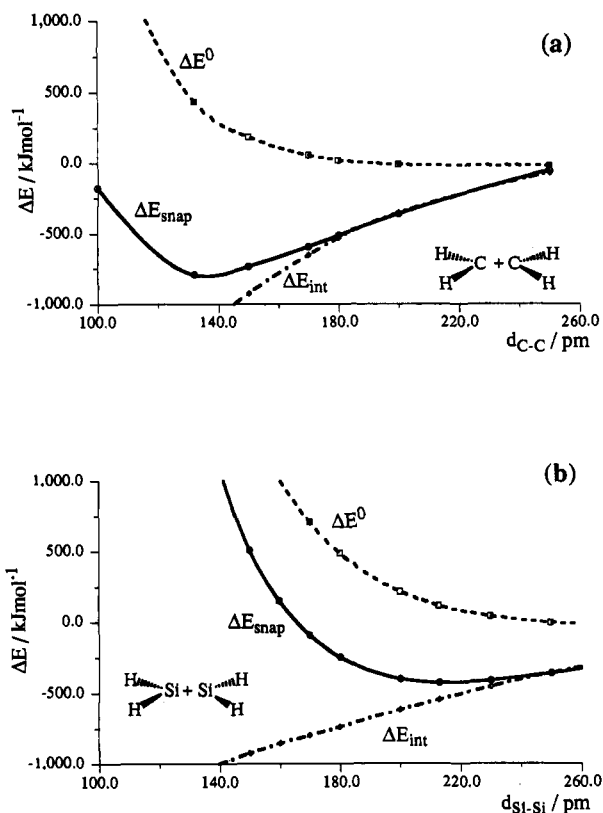 (a)
1,000.0
ΔE⁰
500.0
0.0
ΔE / kJmol⁻¹
ΔE_snap
-500.0
ΔE_int
H H
C + C
H H
-1,000.0
100.0 140.0 180.0 220.0 260.0
d_C-C / pm
(b)
1,000.0
ΔE⁰
500.0
ΔE_snap
0.0
ΔE / kJmol⁻¹
H H
Si + Si
H H
-500.0
ΔE_int
-1,000.0
100.0 140.0 180.0 220.0 260.0
d_Si-Si / pm